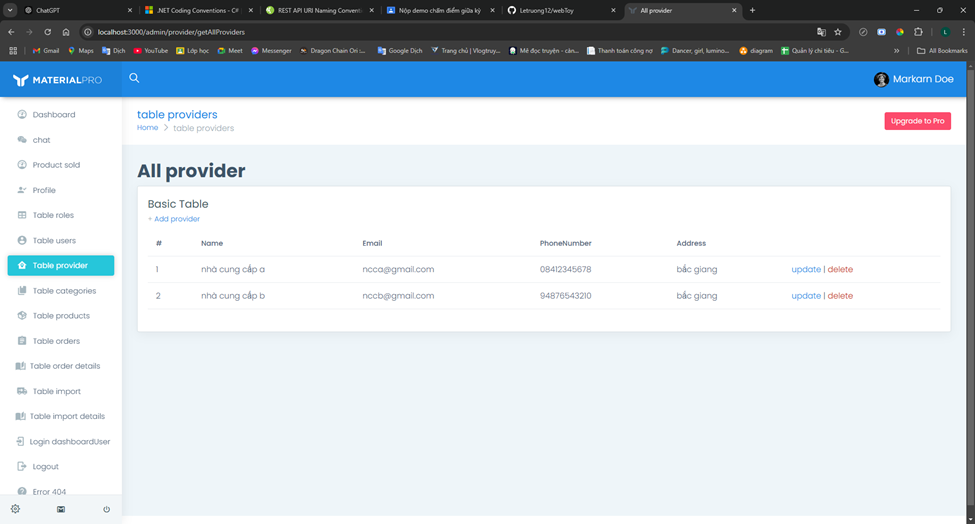 ChatGPT
.NET Coding Conventions - C# |
REST API URI Naming Conventi
Nộp demo chấm điểm giữa kỳ
Letruong12/webToy
All provider
localhost:3000/admin/provider/getAllProviders
Gmail
Maps
Dịch
YouTube
Lớp học
Meet
Messenger
Dragon Chain Ori :...
Google Dịch
Trang chủ | Vlogtruy...
Mê đọc truyện - cản...
Thanh toán công nợ
Dancer, girl, lumino...
diagram
Quản lý chi tiêu - G...
All Bookmarks
MATERIALPRO
Markarn Doe
Dashboard
chat
Product sold
Profile
Table roles
Table users
Table provider
Table categories
Table products
Table orders
Table order details
Table import
Table import details
Login dashboardUser
Logout
Error 404
table providers
Home > table providers
Upgrade to Pro
All provider
Basic Table
+ Add provider
# Name Email PhoneNumber Address
1 nhà cung cấp a ncca@gmail.com 08412345678 bắc giang update | delete
2 nhà cung cấp b nccb@gmail.com 94876543210 bắc giang update | delete